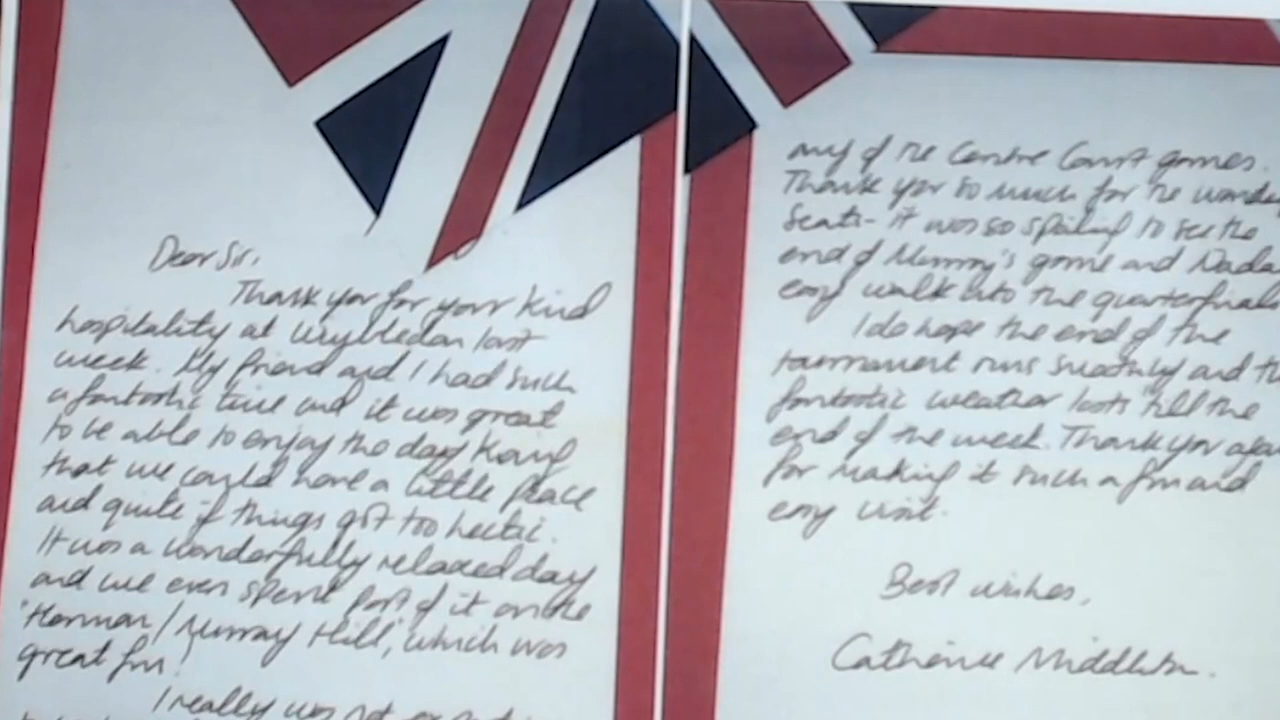 Dear Sir,
Thank you for your kind
hospitality at Wimbledon last
week. My friend and I had such
a fantastic time and it was great
to be able to enjoy the day knowing
that we could have a little peace
and quite if things got too hectic.
It was a wonderfully relaxed day
and we even spent part of it on the
'Henman/Murray Hill', which was
great fun!
I really was not
any of the Centre Court games.
Thank you so much for the
seats - it was so spoiling to see the
end of Murray's game and
easy walk into the
I do hope the end of the
tournament runs smoothly and
fantastic weather lasts till the
end of the week. Thank you
for making it such a fun and
easy visit.
Best wishes,
Catherine Middleton.